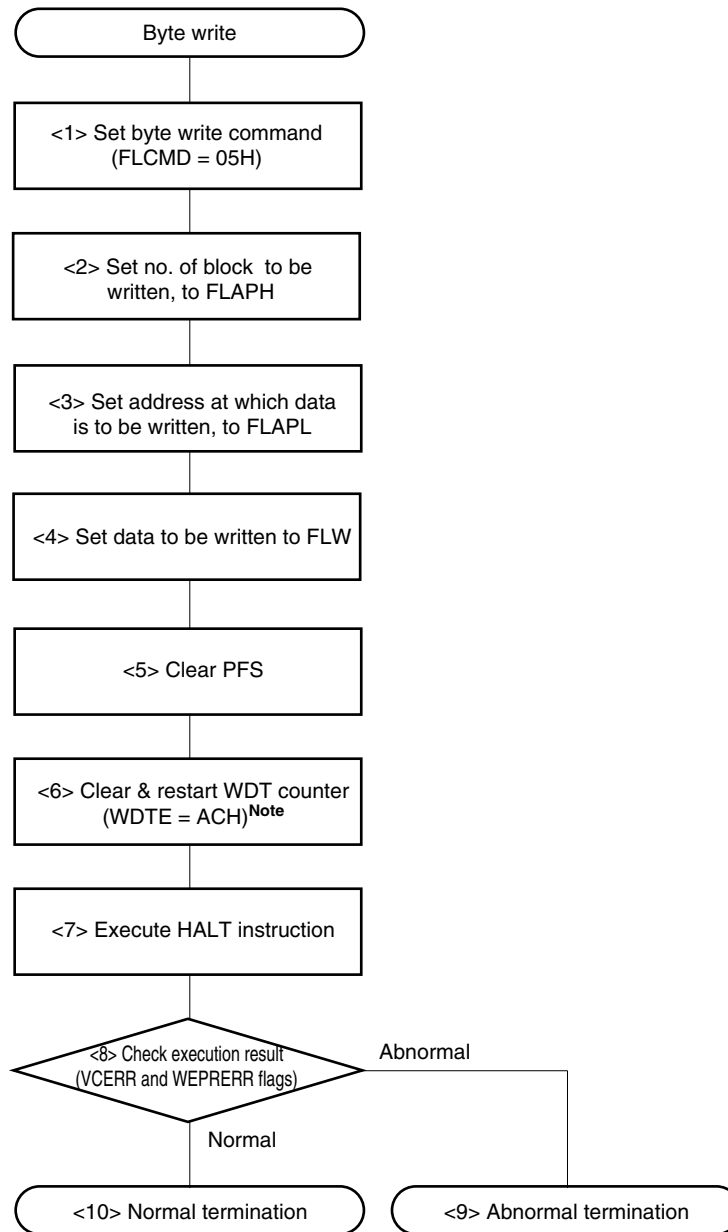 Byte write
<1> Set byte write command
(FLCMD = 05H)
<2> Set no. of block to be
written, to FLAPH
<3> Set address at which data
is to be written, to FLAPL
<4> Set data to be written to FLW
<5> Clear PFS
<6> Clear & restart WDT counter
(WDTE = ACH)Note
<7> Execute HALT instruction
<8> Check execution result
(VCERR and WEPRERR flags)
Abnormal
Normal
<10> Normal termination
<9> Abnormal termination